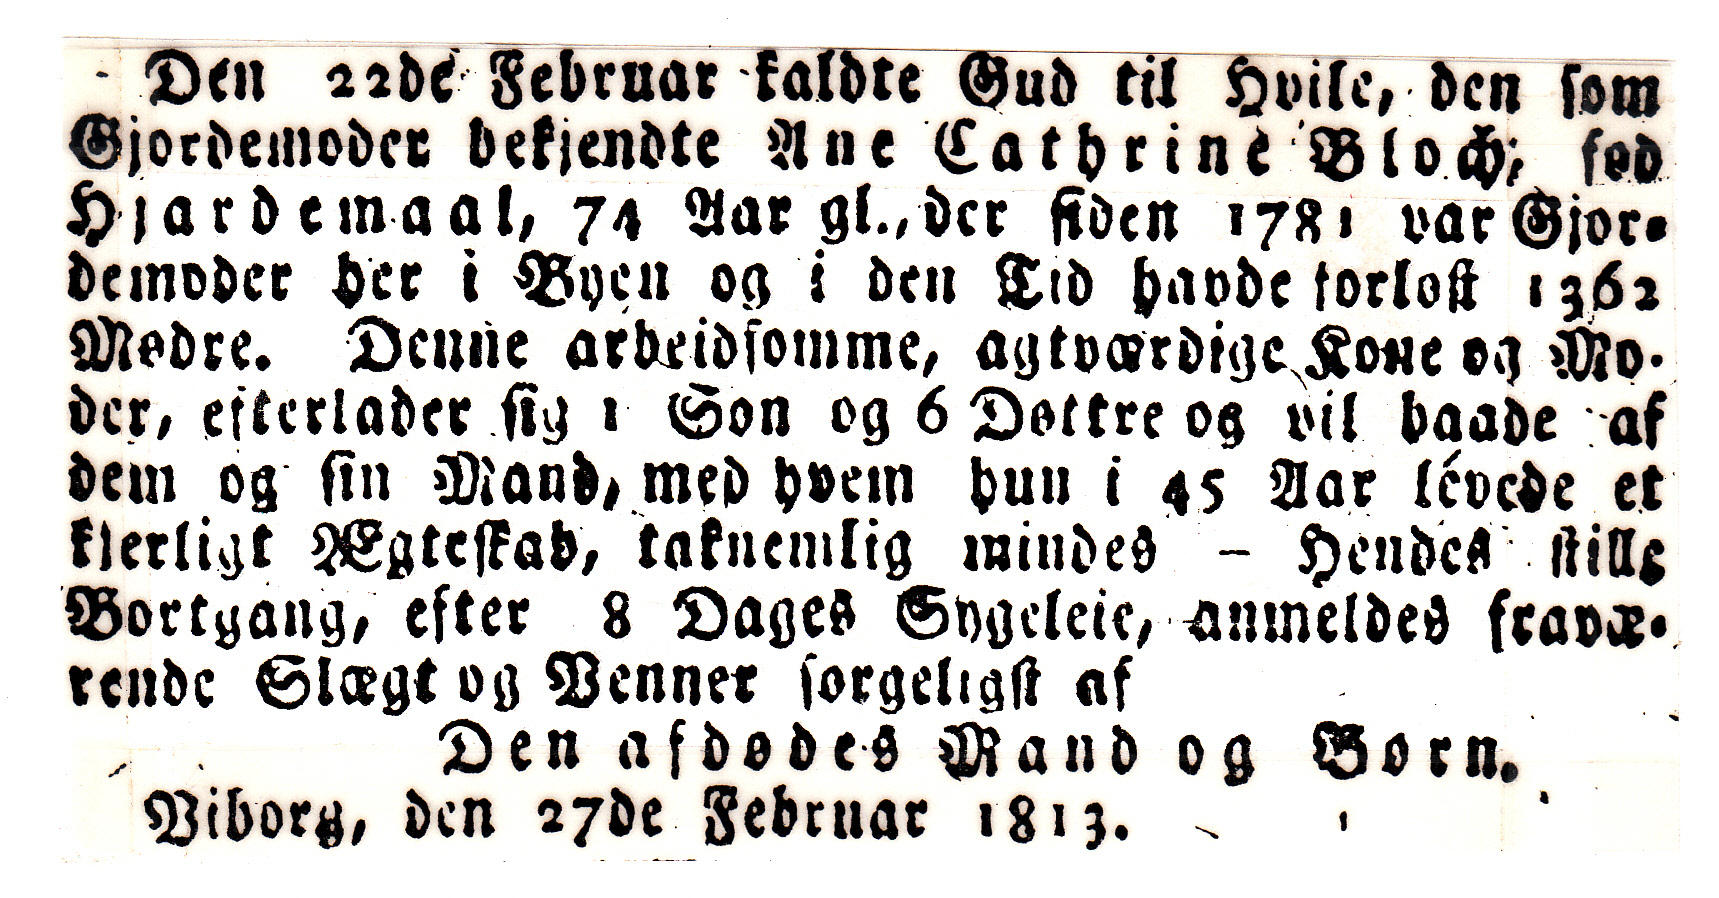 Den 22de Februar kaldte Gud til Hvile, den som
Gjordemoder bekjendte Ane Cathrine Bloch, fød
Hjardemaal, 74 Aar gl., der siden 1781 var Gjor-
demoder her i Byen og i den Tid havde forløst 1362
Mødre. Denne arbeidsomme, agtværdige Kone og Mo-
der, efterlader sig 1 Søn og 6 Døttre og vil baade af
dem og sin Mand, med hvem hun i 45 Aar levede et
kjerligt Ægteskab, taknemlig mindes – Hendes stille
Bortgang, efter 8 Dages Sygeleie, anmeldes fravæ-
rende Slægt og Venner sørgeligst af
Den afdødes Mand og Børn.
Viborg, den 27de Februar 1813.